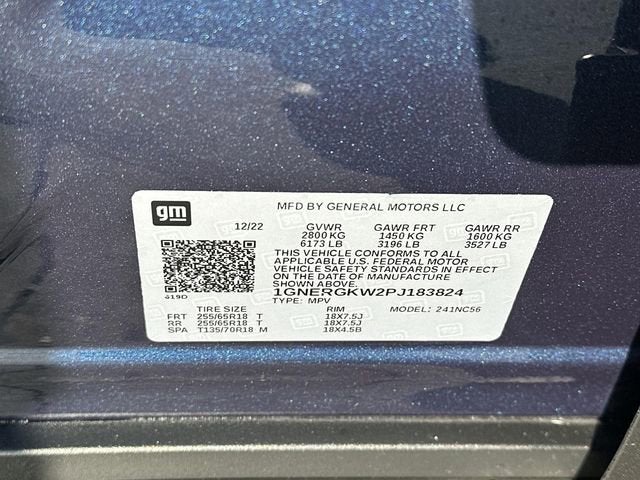 gm
MFD BY GENERAL MOTORS LLC
12/22 GVWR GAWR FRT GAWR RR
2800 KG 1450 KG 1600 KG
6173 LB 3196 LB 3527 LB
THIS VEHICLE CONFORMS TO ALL
APPLICABLE U.S. FEDERAL MOTOR
VEHICLE SAFETY STANDARDS IN EFFECT
ON THE DATE OF MANUFACTURE
SHOWN ABOVE.
619D
1GNERGKW2PJ183824
TYPE: MPV MODEL: 241NC56
TIRE SIZE RIM
FRT 255/65R18 T 18X7.5J
RR 255/65R18 T 18X7.5J
SPA T135/70R18 M 18X4.5B